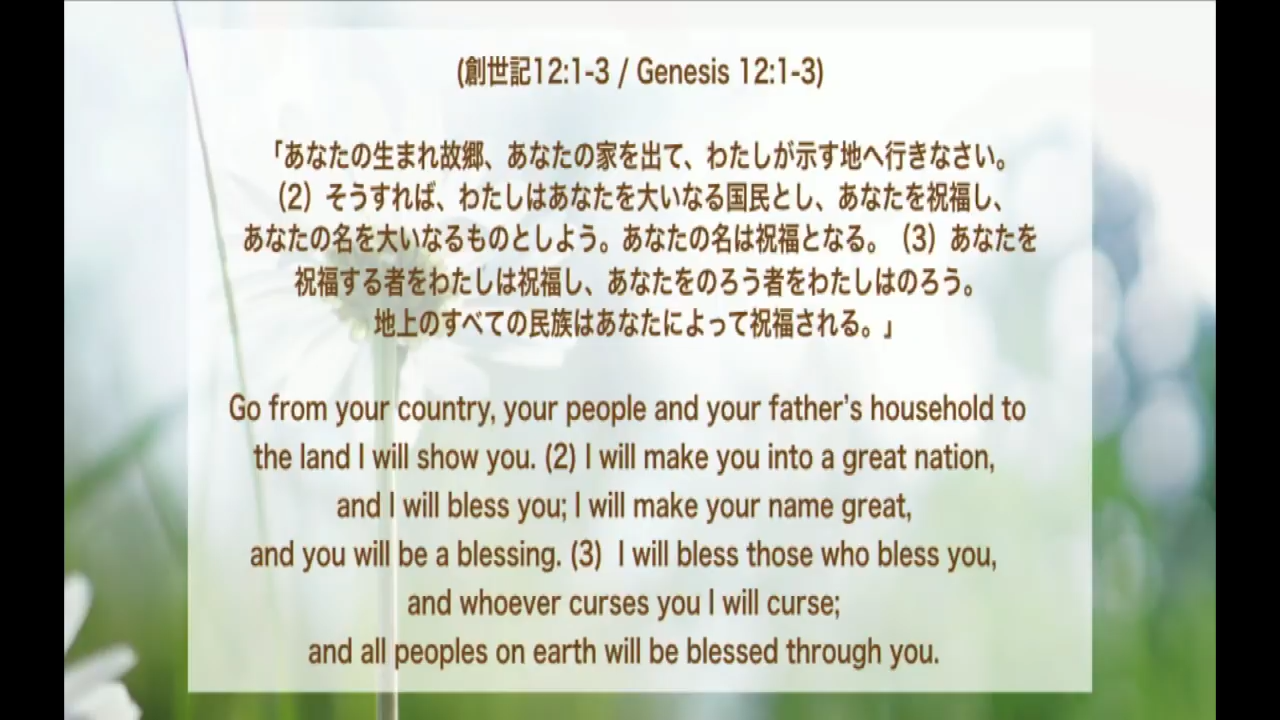 (創世記12:1-3 / Genesis 12:1-3)
「あなたの生まれ故郷、あなたの家を出て、わたしが示す地へ行きなさい。
（2）そうすれば、わたしはあなたを大いなる国民とし、あなたを祝福し、
あなたの名を大いなるものとしよう。あなたの名は祝福となる。（3）あなたを
祝福する者をわたしは祝福し、あなたをのろう者をわたしはのろう。
地上のすべての民族はあなたによって祝福される。」
Go from your country, your people and your father’s household to
the land I will show you. (2) I will make you into a great nation,
and I will bless you; I will make your name great,
and you will be a blessing. (3)  I will bless those who bless you,
and whoever curses you I will curse;
and all peoples on earth will be blessed through you.